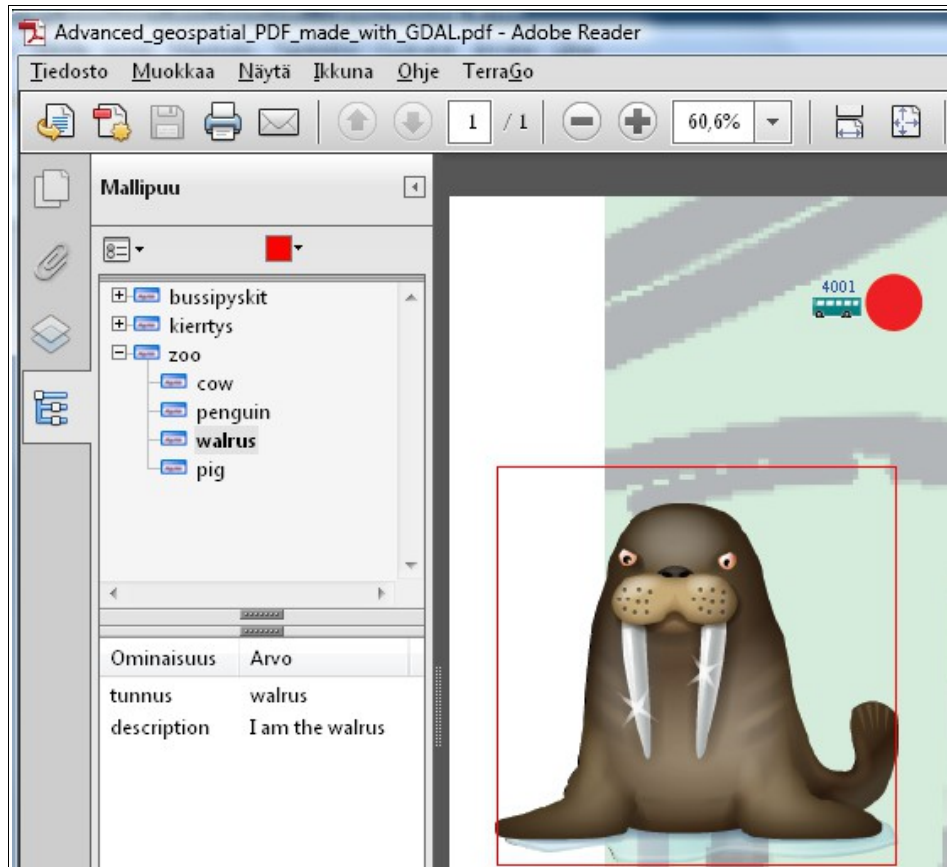 Advanced_geospatial_PDF_made_with_GDAL.pdf - Adobe Reader
Tiedosto Muokkaa Näytä Ikkuna Ohje TerraGo
1 / 1 60,6%
Mallipuu
4001
bussipyskit
kierrtys
zoo
cow
penguin
walrus
pig
Ominaisuus Arvo
tunnus walrus
description I am the walrus